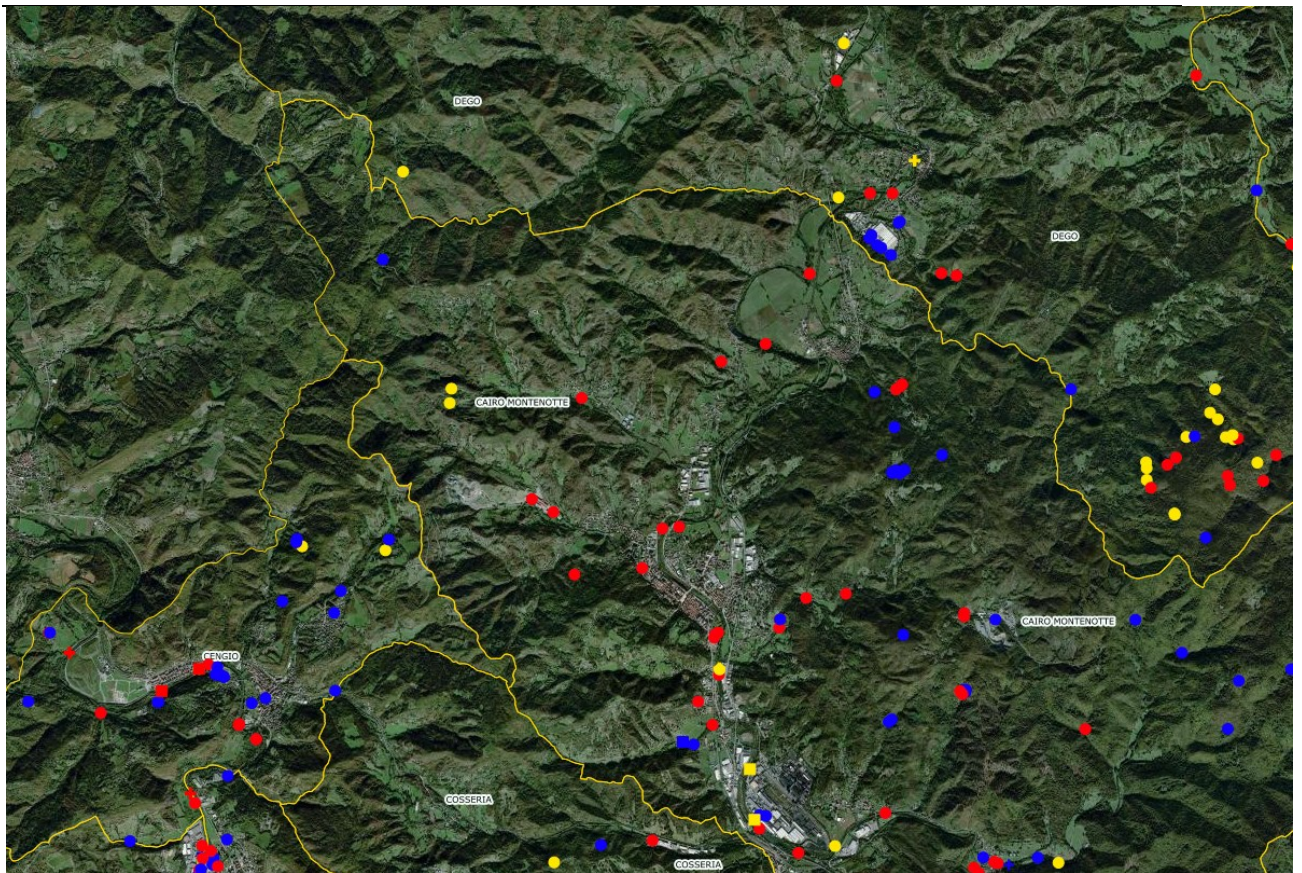 DEGO
DEGO
CAIRO MONTENOTTE
CAIRO MONTENOTTE
CENGIO
COSSERIA
COSSERIA